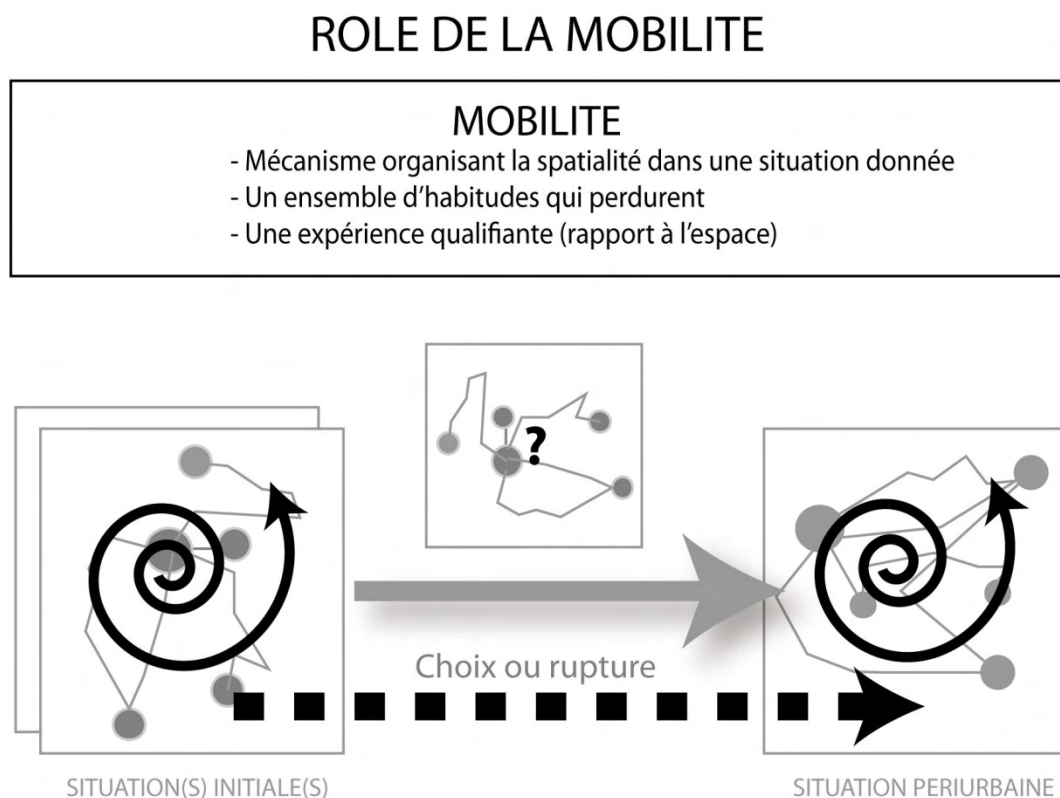 ROLE DE LA MOBILITE
MOBILITE
- Mécanisme organisant la spatialité dans une situation donnée
- Un ensemble d'habitudes qui perdurent
- Une expérience qualifiante (rapport à l'espace)
?
Choix ou rupture
SITUATION(S) INITIALE(S)
SITUATION PERIURBAINE